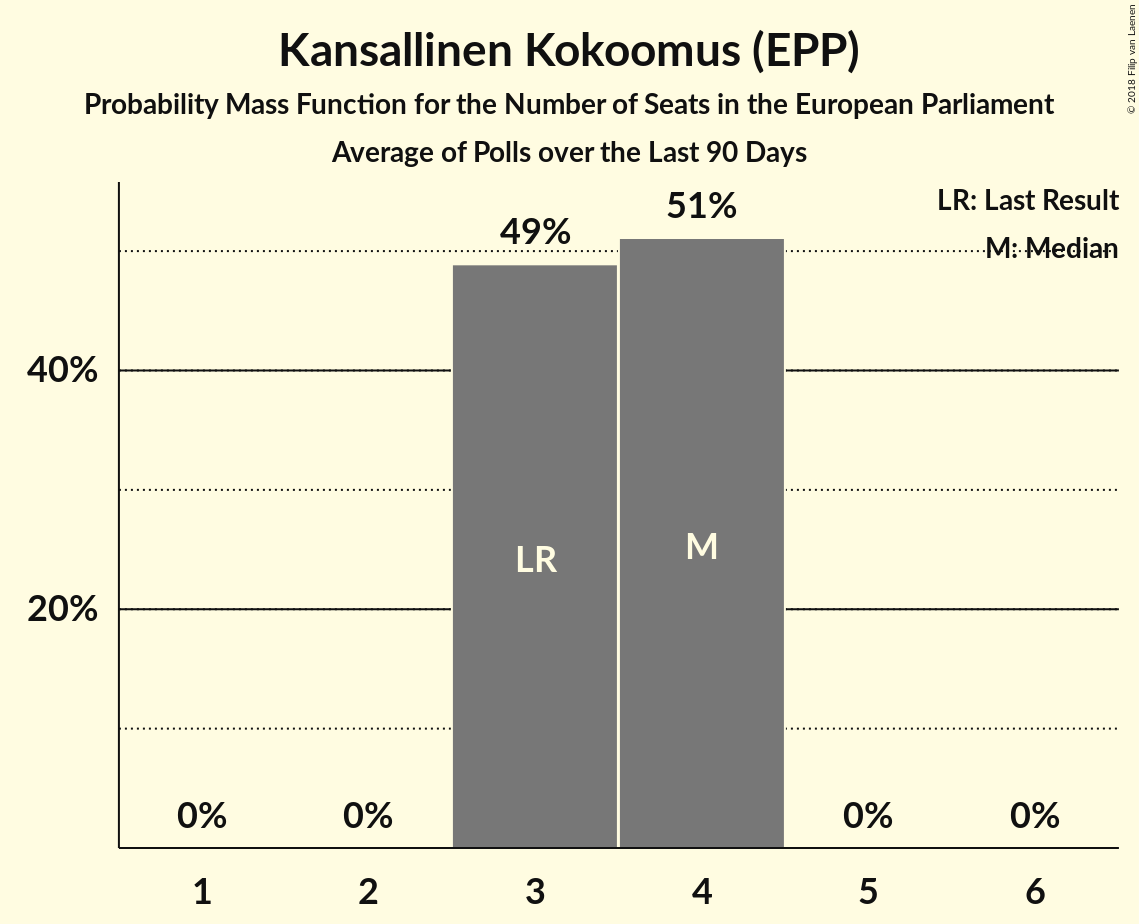 Kansallinen Kokoomus (EPP)
Probability Mass Function for the Number of Seats in the European Parliament
Average of Polls over the Last 90 Days
© 2018 Filip van Laenen
LR: Last Result
M: Median
49%
51%
40%
20%
LR
M
0%
0%
0%
0%
1
2
3
4
5
6